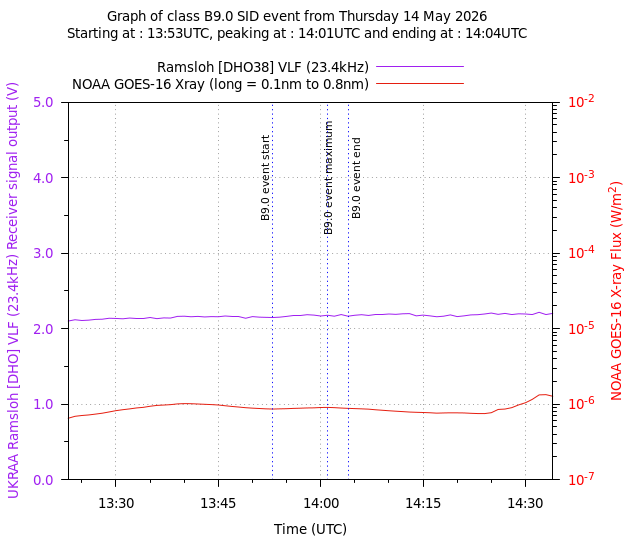 Graph of class B9.0 SID event from Thursday 14 May 2026
Starting at : 13:53UTC, peaking at : 14:01UTC and ending at : 14:04UTC
Ramsloh [DHO38] VLF (23.4kHz)
NOAA GOES-16 Xray (long = 0.1nm to 0.8nm)
UKRAA Ramsloh [DHO] VLF (23.4kHz) Receiver signal output (V)
5.0
4.0
3.0
2.0
1.0
0.0
B9.0 event start
B9.0 event maximum
B9.0 event end
10-2
10-3
10-4
10-5
10-6
10-7
NOAA GOES-16 X-ray Flux (W/m2)
13:30
13:45
14:00
14:15
14:30
Time (UTC)